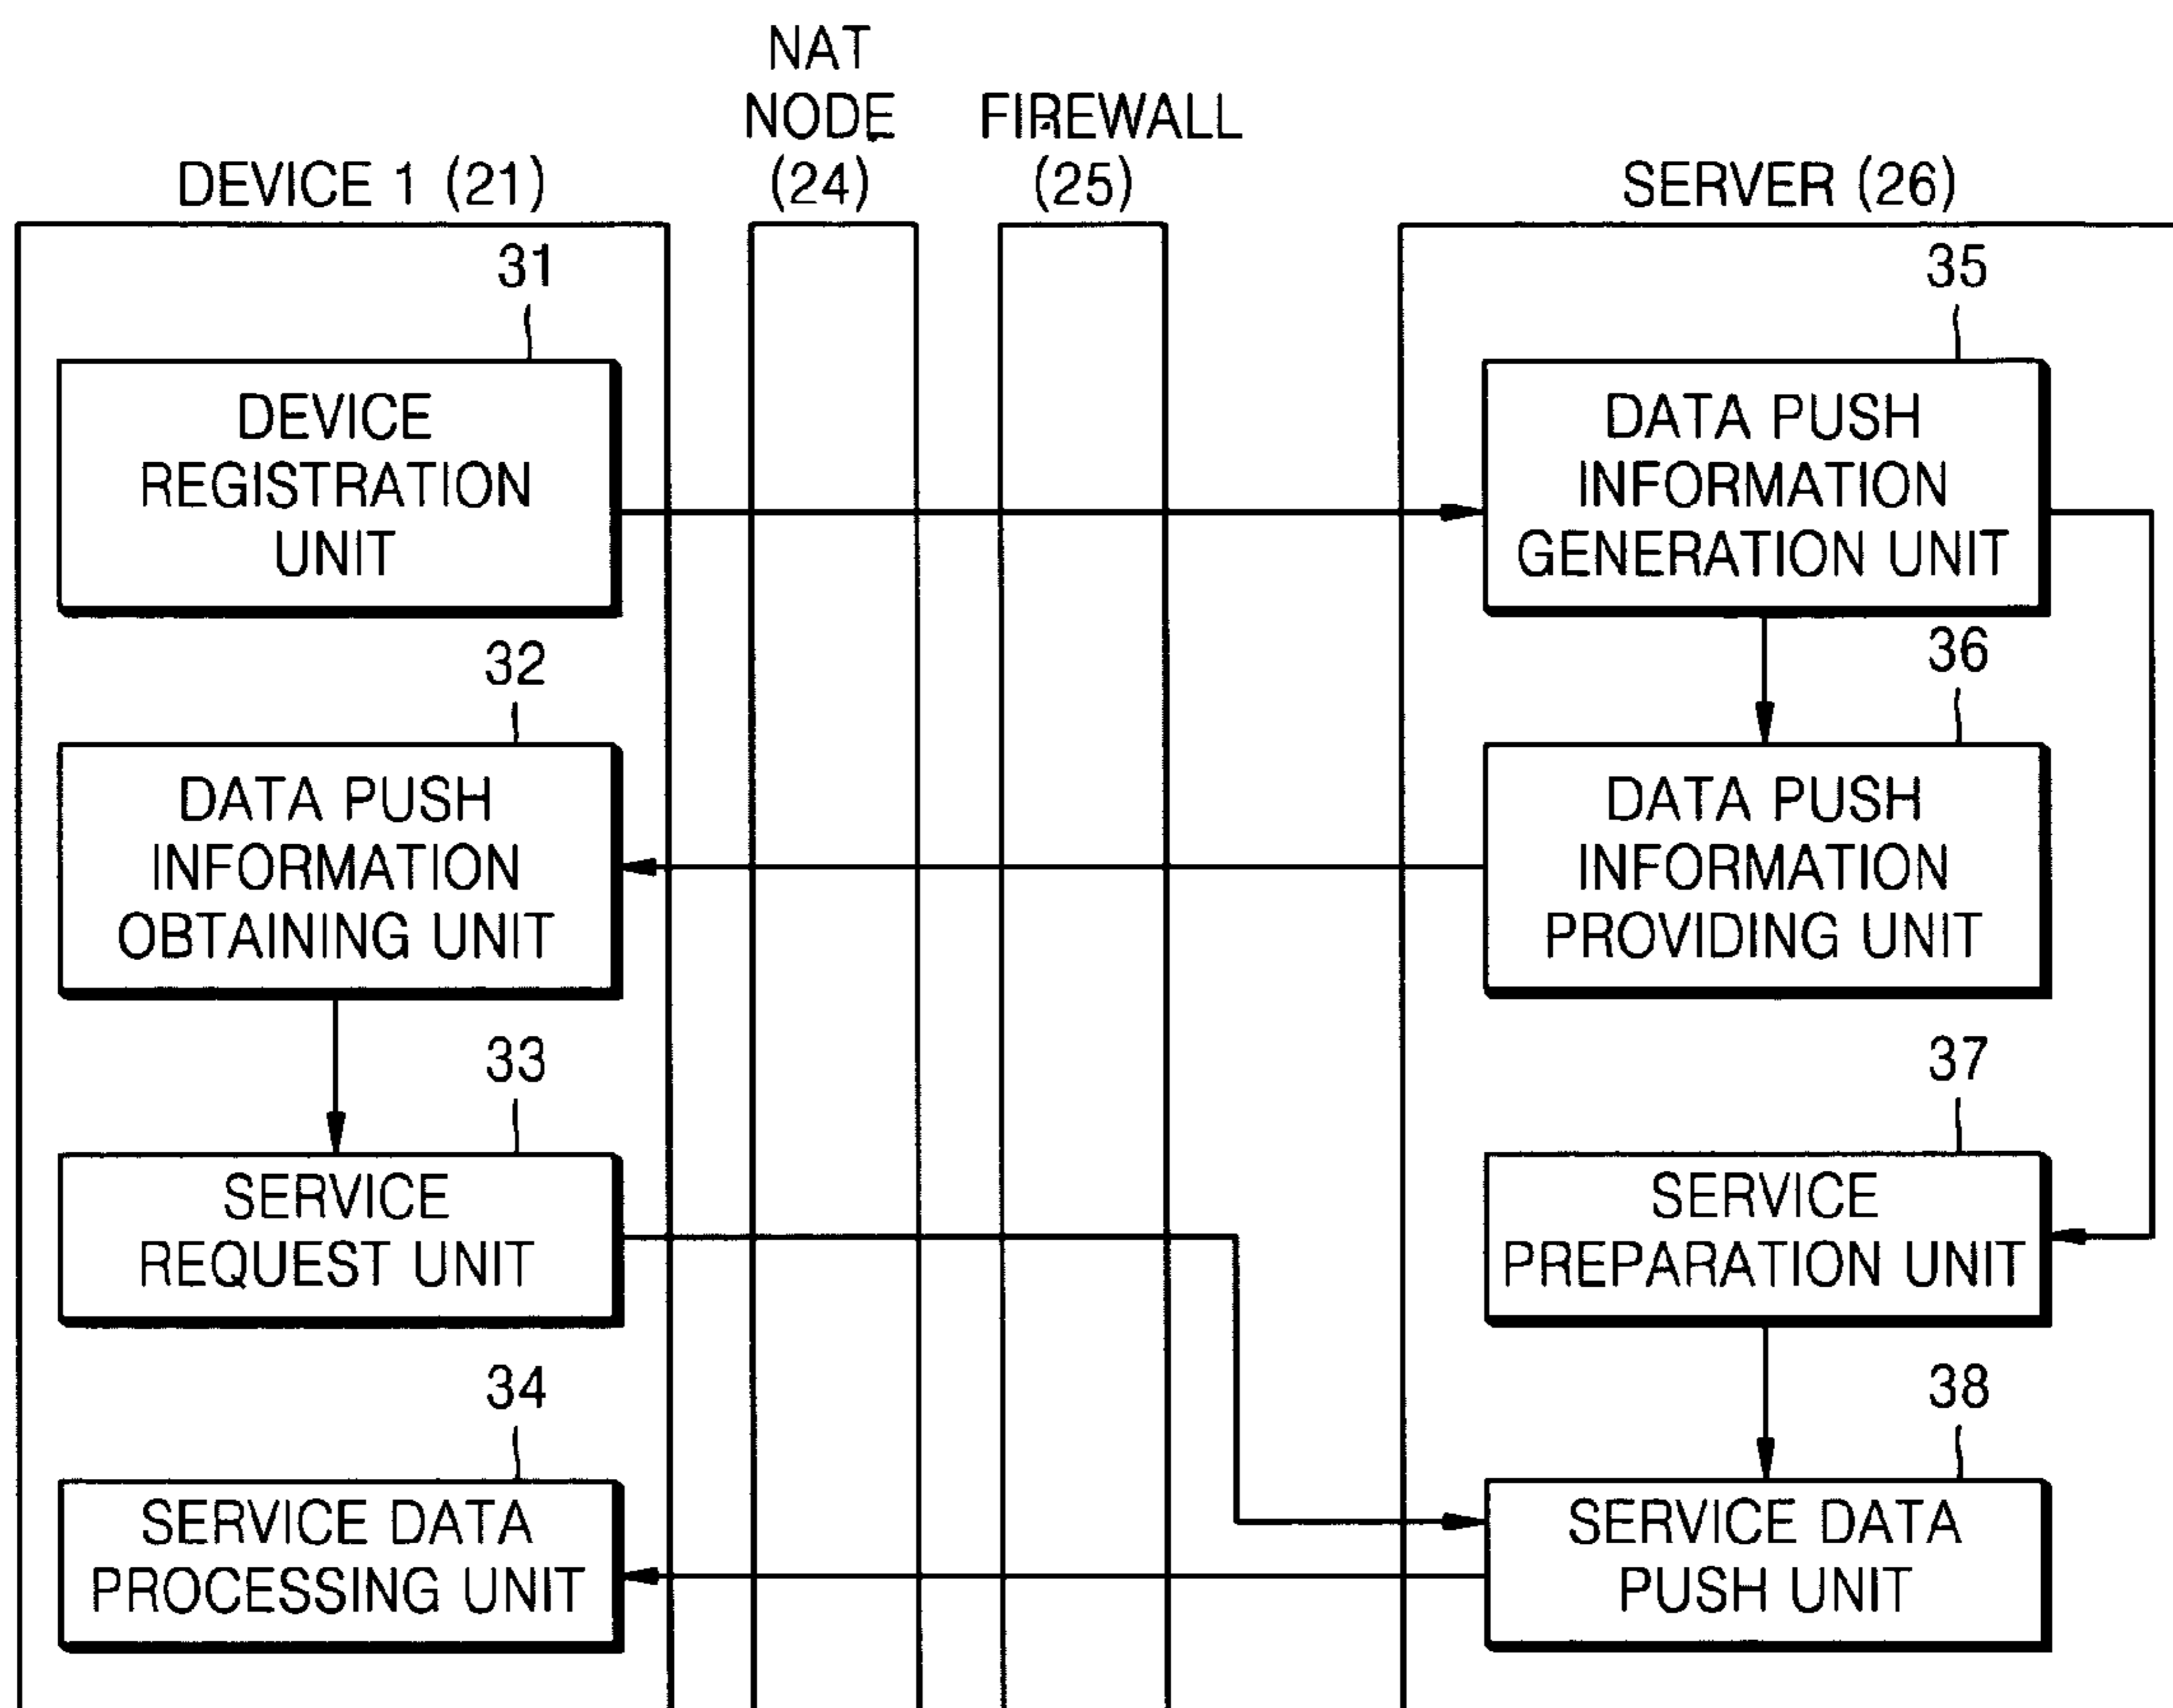 NAT
NODE
(24)
FIREWALL
(25)
DEVICE 1 (21)
SERVER (26)
31
DEVICE
REGISTRATION
UNIT
35
DATA PUSH
INFORMATION
GENERATION UNIT
32
DATA PUSH
INFORMATION
OBTAINING UNIT
36
DATA PUSH
INFORMATION
PROVIDING UNIT
33
SERVICE
REQUEST UNIT
37
SERVICE
PREPARATION UNIT
34
SERVICE DATA
PROCESSING UNIT
38
SERVICE DATA
PUSH UNIT